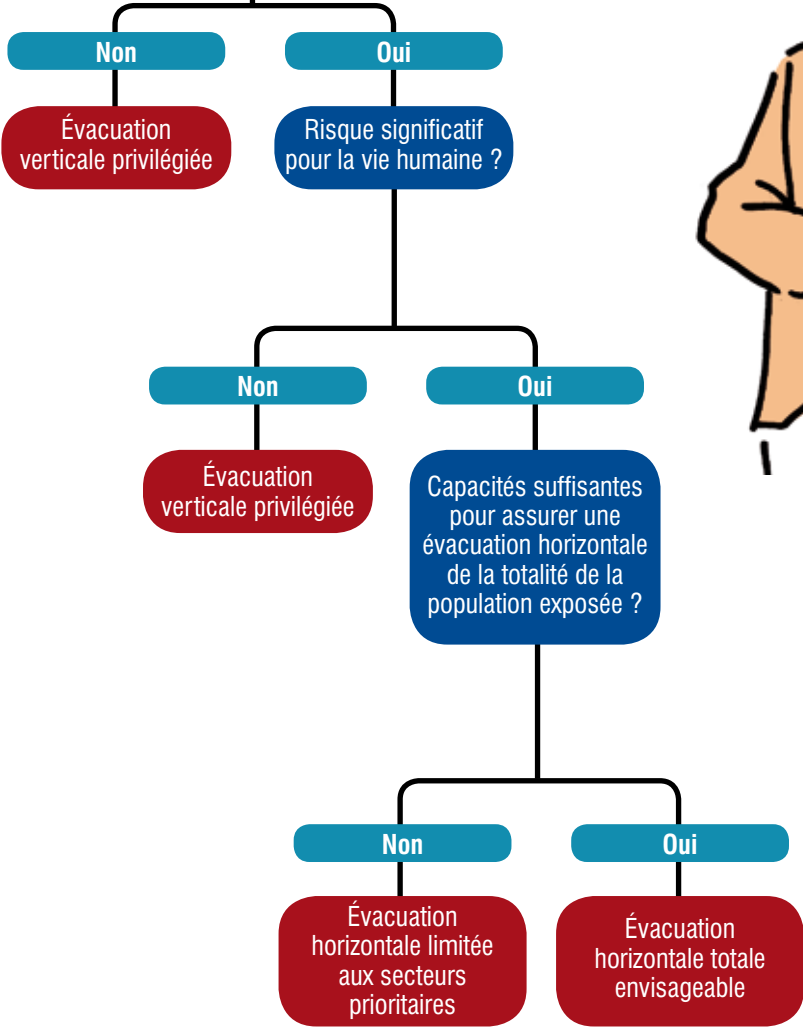 Non
Oui
Évacuation
verticale privilégiée
Risque significatif
pour la vie humaine ?
Non
Oui
Évacuation
verticale privilégiée
Capacités suffisantes
pour assurer une
évacuation horizontale
de la totalité de la
population exposée ?
Non
Oui
Évacuation
horizontale limitée
aux secteurs
prioritaires
Évacuation
horizontale totale
envisageable